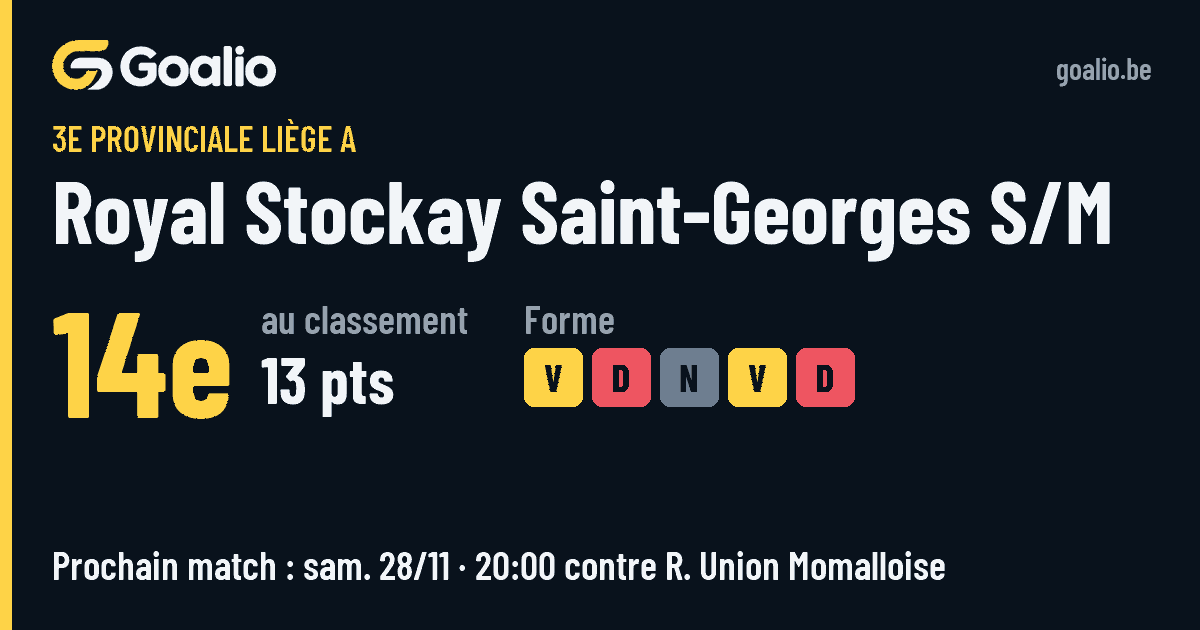 Goalio
goalio.be
3E PROVINCIALE LIÈGE A
Royal Stockay Saint-Georges S/M
14e
au classement
13 pts
Forme
V D N V D
Prochain match : sam. 28/11 · 20:00 contre R. Union Momalloise